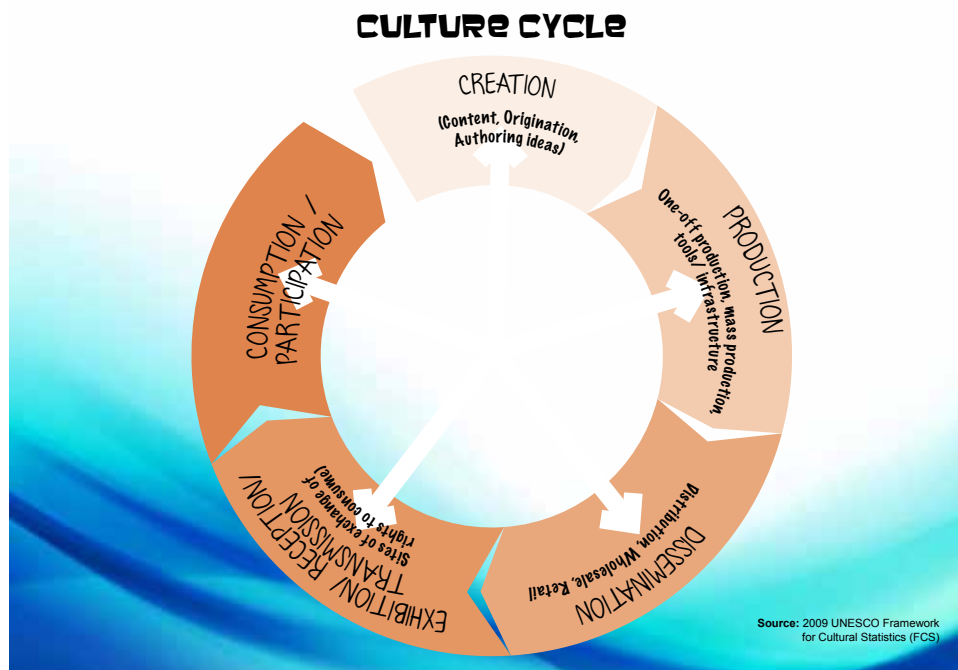 CULTURE CYCLE
CREATION
(Content, Origination,
Authoring ideas)
PRODUCTION
One-off production, mass production,
tools/ infrastructure
DISSEMINATION
Distribution, Wholesale, Retail
EXHIBITION/ RECEPTION/
TRANSMISSION
Sites of exchange of
rights to consume)
CONSUMPTION /
PARTICIPATION
Source: 2009 UNESCO Framework
for Cultural Statistics (FCS)